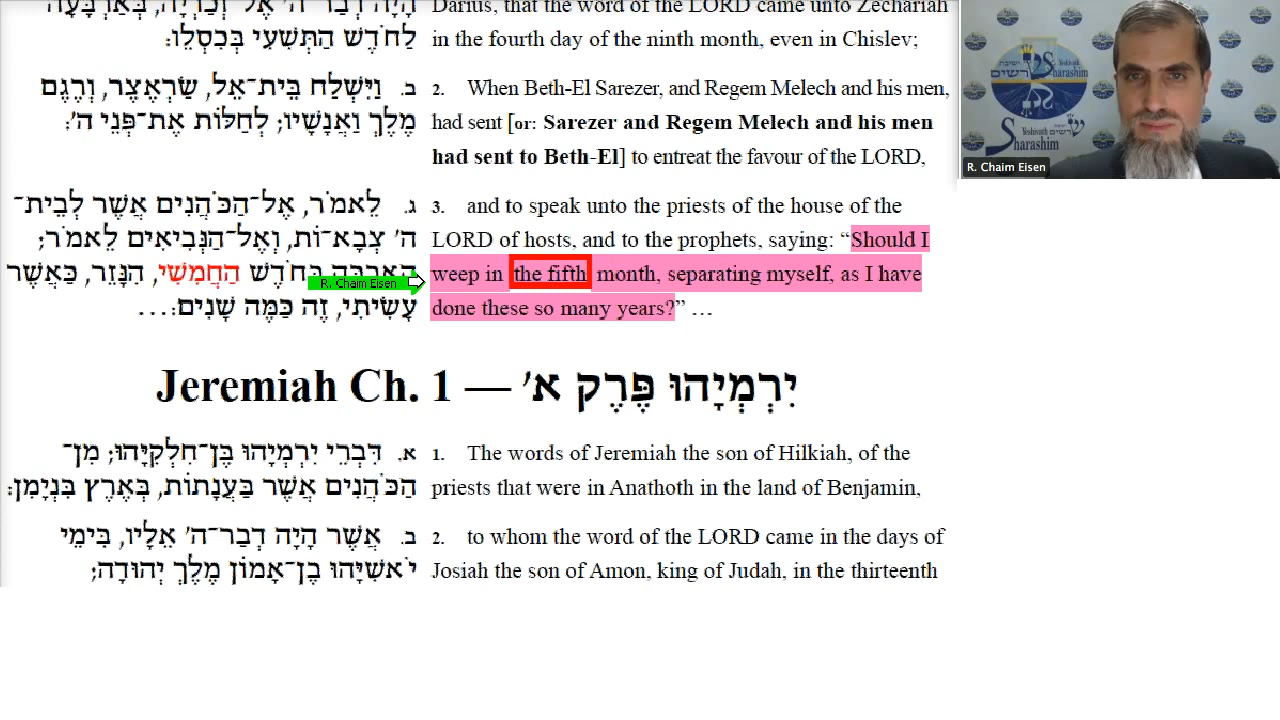 הָיָה דְבַר־ה׳ אֶל־זְכַרְיָה, בְּאַרְבָּעָה
לַחֹדֶשׁ הַתְּשִׁעִי בְּכִסְלֵו:
Darius, that the word of the LORD came unto Zechariah
in the fourth day of the ninth month, even in Chislev;
ב. וַיִּשְׁלַח בֵּית־אֵל, שַׂרְאֶצֶר, וְרֶגֶם
מֶלֶךְ וַאֲנָשָׁיו; לְחַלּוֹת אֶת־פְּנֵי ה׳:
2. When Beth-El Sarezer, and Regem Melech and his men,
had sent [or: Sarezer and Regem Melech and his men
had sent to Beth-El] to entreat the favour of the LORD,
ג. לֵאמֹר, אֶל־הַכֹּהֲנִים אֲשֶׁר לְבֵית־
ה׳ צְבָא־וֹת, וְאֶל־הַנְּבִיאִים לֵאמֹר;
הַאֶבְכֶּה בַּחֹדֶשׁ הַחֲמִשִׁי, הִנָּזֵר, כַּאֲשֶׁר
עָשִׂיתִי, זֶה כַּמֶּה שָׁנִים:…
3. and to speak unto the priests of the house of the
LORD of hosts, and to the prophets, saying: “Should I
weep in the fifth month, separating myself, as I have
done these so many years?” …
R. Chaim Eisen
Jeremiah Ch. 1 — יִרְמְיָהוּ פֶּרֶק א׳
א. דִּבְרֵי יִרְמְיָהוּ בֶּן־חִלְקִיָּהוּ; מִן־
הַכֹּהֲנִים אֲשֶׁר בַּעֲנָתוֹת, בְּאֶרֶץ בִּנְיָמִן:
1. The words of Jeremiah the son of Hilkiah, of the
priests that were in Anathoth in the land of Benjamin,
ב. אֲשֶׁר הָיָה דְבַר־ה׳ אֵלָיו, בִּימֵי
יֹאשִׁיָּהוּ בֶן־אָמוֹן מֶלֶךְ יְהוּדָה;
2. to whom the word of the LORD came in the days of
Josiah the son of Amon, king of Judah, in the thirteenth
ישיבת
שרשים
Yeshivath
Sharashim
R. Chaim Eisen